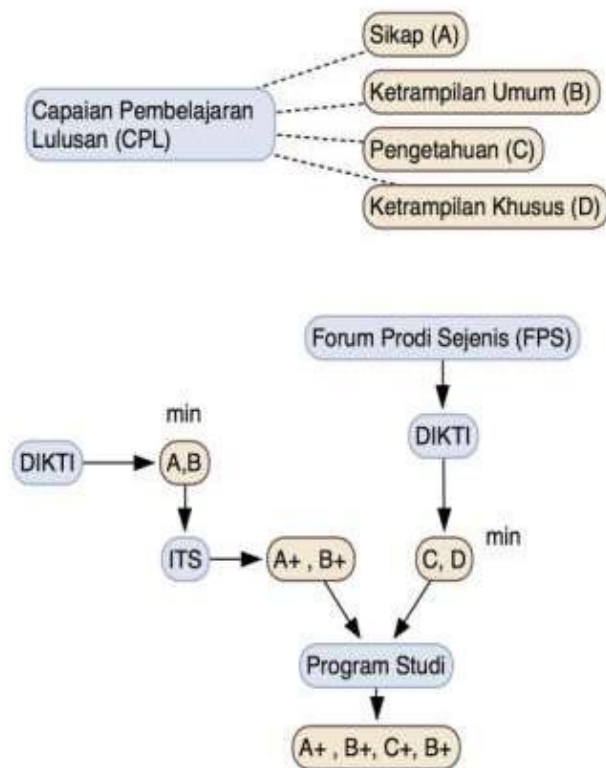 Sikap (A)
Capaian Pembelajaran
Lulusan (CPL)
Ketrampilan Umum (B)
Pengetahuan (C)
Ketrampilan Khusus (D)
Forum Prodi Sejenis (FPS)
min
DIKTI
DIKTI
A,B
min
ITS
A+ , B+
C, D
Program Studi
A+ , B+, C+, B+